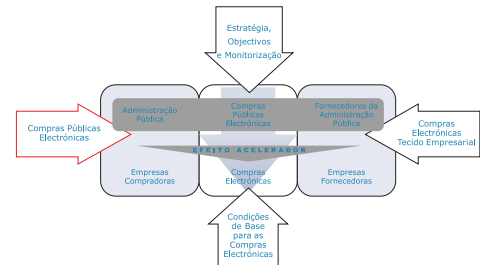 Estratégia,
Objectivos
e Monitorização
Administração
Pública
Compras
Públicas
Electrónicas
Fornecedores da
Administração
Pública
Compras Públicas
Electrónicas
Compras
Electrónicas
Tecido Empresarial
EFEITO ACELERADOR
Empresas
Compradoras
Compras
Electrónicas
Empresas
Fornecedoras
Condições
de Base
para as
Compras
Electrónicas